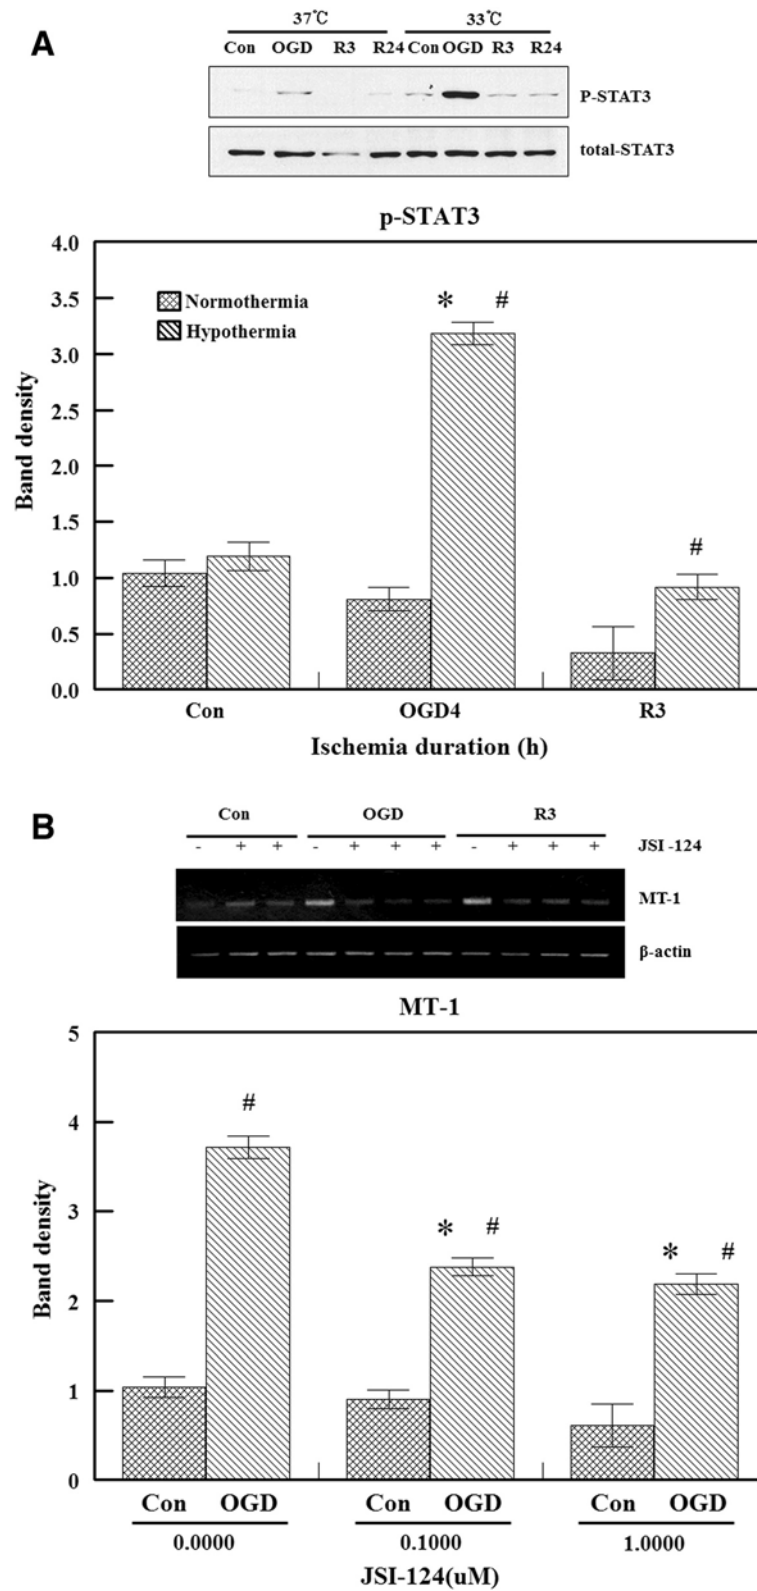 A
37℃ 33℃
Con OGD R3 R24 Con OGD R3 R24
P-STAT3
total-STAT3
p-STAT3
4.0
3.5
3.0
2.5
2.0
1.5
1.0
0.5
0.0
Band density
Normothermia
Hypothermia
* #
#
Con OGD4 R3
Ischemia duration (h)
B
Con OGD R3
- + + - + + + - + + + JSI-124
MT-1
β-actin
MT-1
5
4
3
2
1
0
Band density
#
* #
* #
Con OGD Con OGD Con OGD
0.0000 0.1000 1.0000
JSI-124(uM)